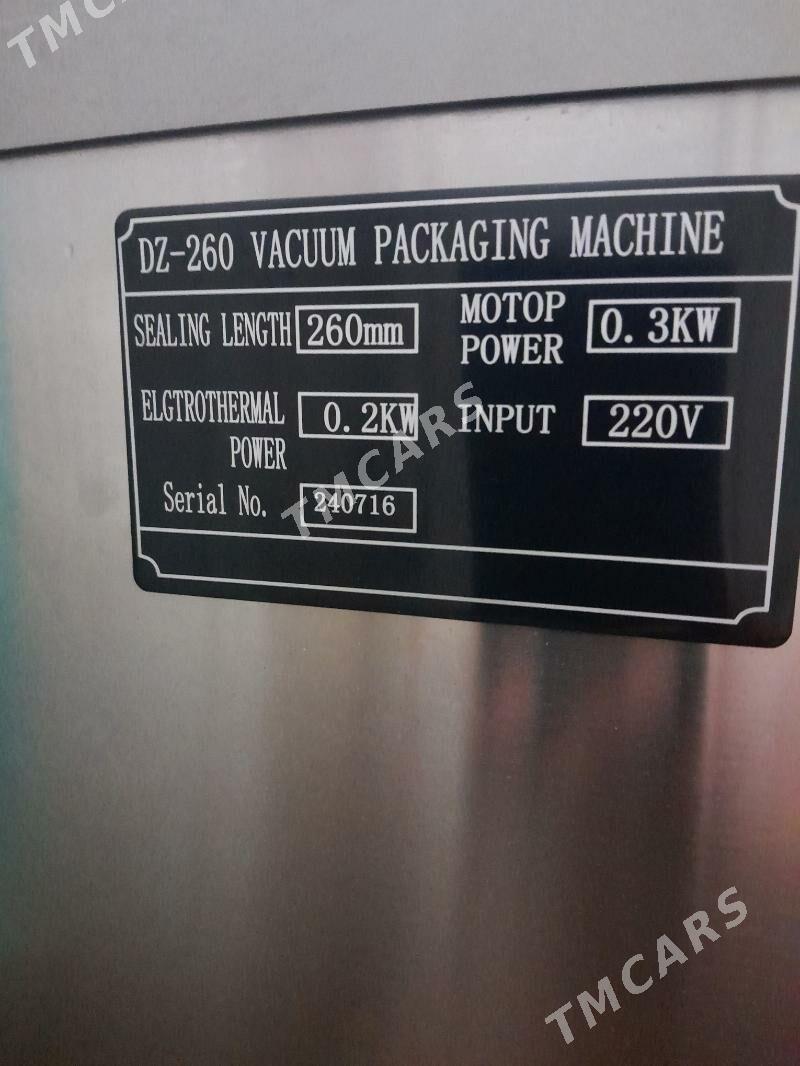 TMCARS
DZ-260 VACUUM PACKAGING MACHINE
SEALING LENGTH 260mm
MOTOP
POWER 0.3KW
ELGTROTHERMAL
POWER 0.2KW
INPUT 220V
Serial No. 240716
TMCARS
TMCARS